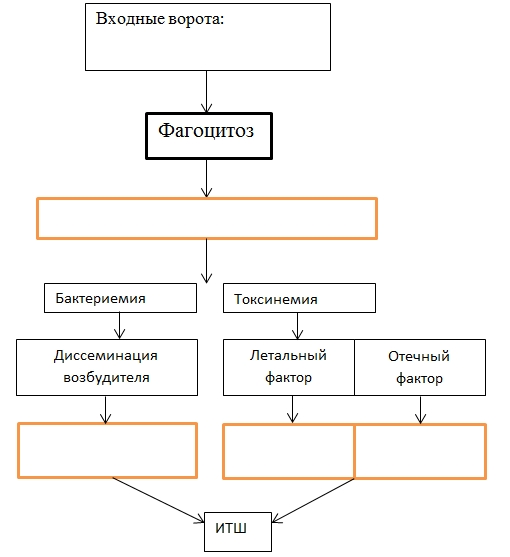 Входные ворота:
Фагоцитоз
Бактериемия
Токсинемия
Диссеминация
возбудителя
Летальный
фактор
Отечный
фактор
ИТШ